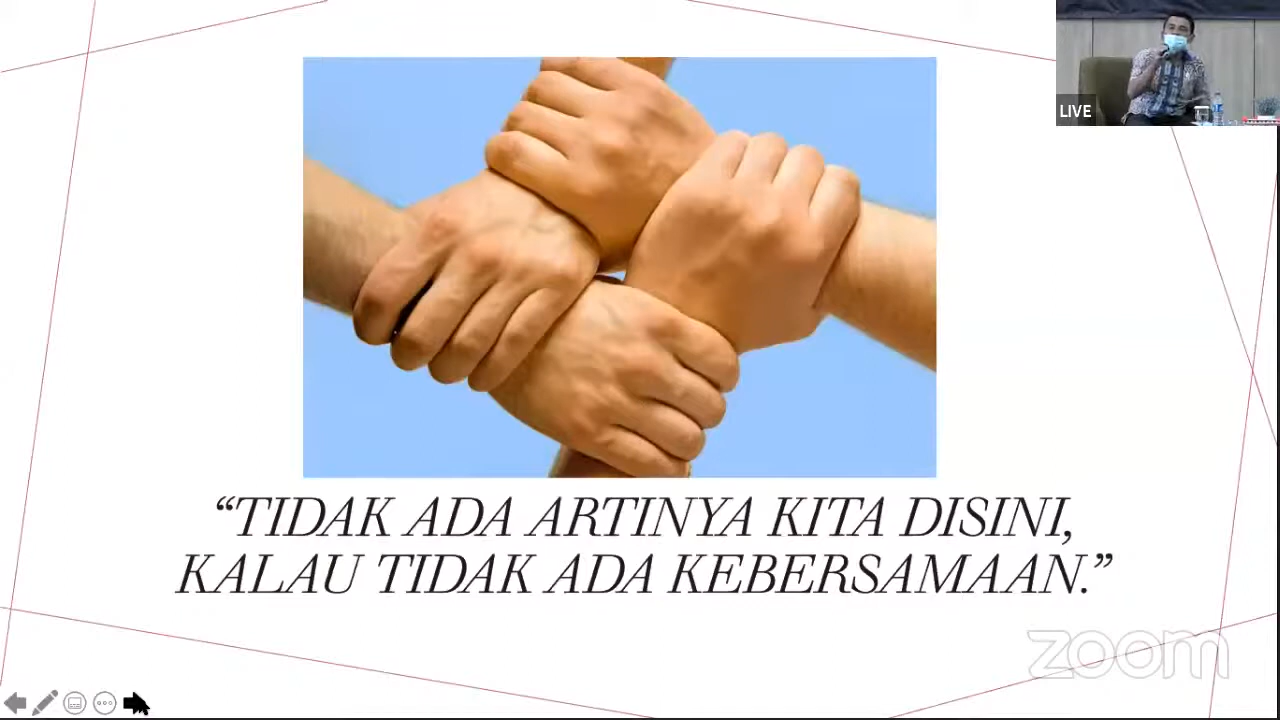 LIVE
“TIDAK ADA ARTINYA KITA DISINI,
KALAU TIDAK ADA KEBERSAMAAN.”
zoom